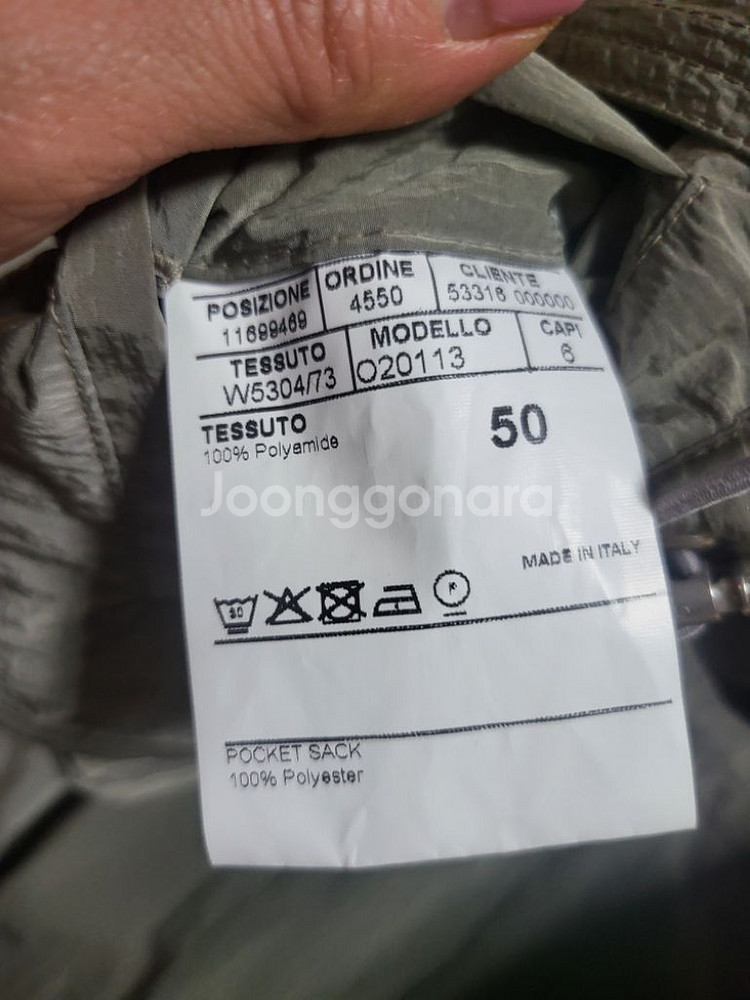 POSIZIONE ORDINE CLIENTE
11699469 4550 53316 000000
TESSUTO MODELLO CAPI
W5304/73 O20113 6
TESSUTO
100% Polyamide
50
Joonggonara
MADE IN ITALY
30
P
POCKET SACK
100% Polyester